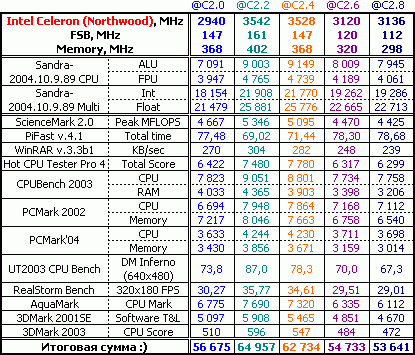 @C2.0 @C2.2 @C2.4 @C2.6 @C2.8
Intel Celeron (Northwood), MHz 2940 3542 3528 3120 3136
FSB, MHz 147 161 147 120 112
Memory, MHz 368 402 368 320 298
Sandra-2004.10.9.89 CPU ALU 7 091 9 003 9 149 8 009 7 945
FPU 3 947 4 765 4 739 4 189 4 061
Sandra-2004.10.9.89 Multi Int 18 154 21 908 21 770 19 262 19 286
Float 21 479 25 881 25 776 22 665 22 713
ScienceMark 2.0 Peak MFLOPS 4 667 5 346 5 095 4 470 4 425
PiFast v.4.1 Total time 77,48 69,02 71,44 78,30 78,68
WinRAR v.3.3b1 KB/sec 270 304 282 248 239
Hot CPU Tester Pro 4 Total Score 6 422 7 480 7 780 6 317 6 299
CPUBench 2003 CPU 7 823 9 051 8 801 7 734 7 758
RAM 4 033 4 365 3 903 3 398 3 206
PCMark 2002 CPU 6 694 7 948 7 864 7 168 7 112
Memory 7 217 8 046 7 663 6 758 6 540
PCMark'04 CPU 3 633 4 244 4 230 3 711 3 698
Memory 3 430 3 856 3 671 3 159 3 014
UT2003 CPU Bench DM Inferno (640x480) 73,8 87,0 78,3 70,0 67,3
RealStorm Bench 320x180 FPS 30,27 35,77 34,61 29,51 29,01
AquaMark CPU Mark 6 775 7 690 7 320 6 335 6 112
3DMark 2001SE Software T&L 5 097 5 908 5 465 4 851 4 670
3DMark 2003 CPU Score 510 596 547 484 472
Итоговая сумма :) 56 675 64 957 62 734 54 733 53 641